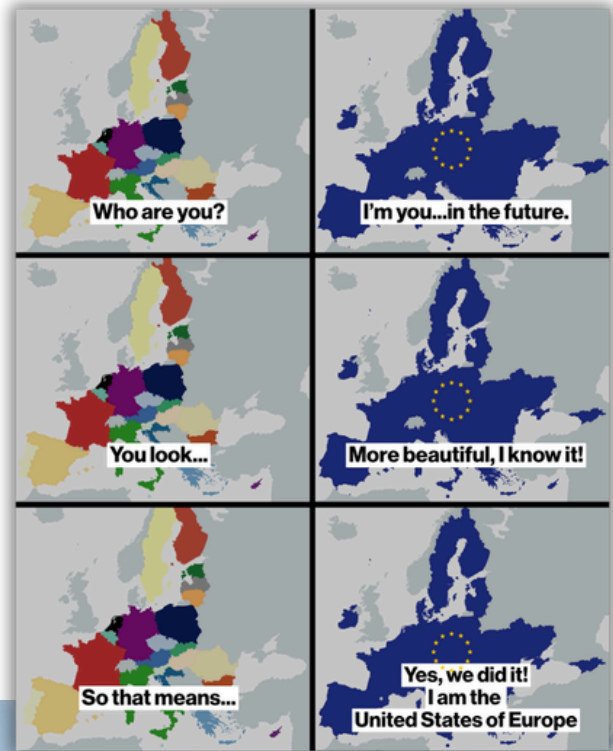 Who are you?
I'm you...in the future.
You look...
More beautiful, I know it!
So that means...
Yes, we did it!
I am the
United States of Europe